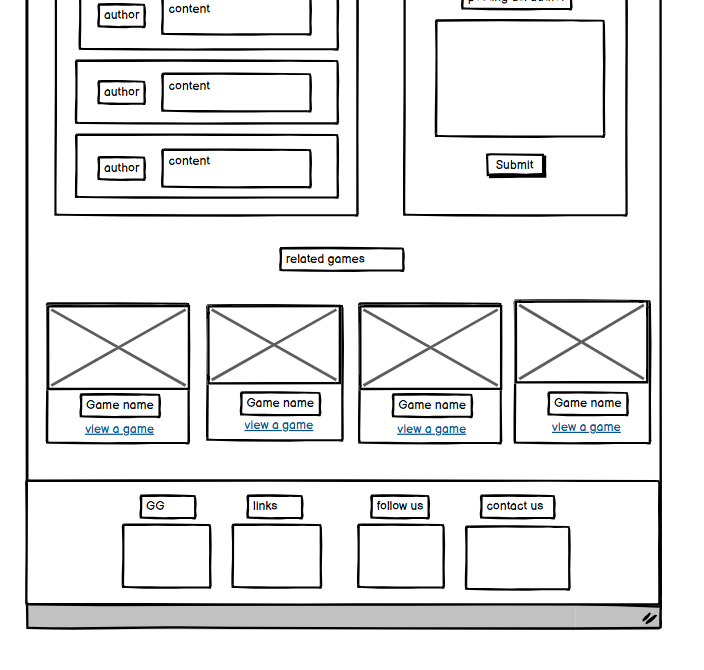 author
content
author
content
author
content
Submit
related games
Game name
view a game
Game name
view a game
Game name
view a game
Game name
view a game
GG
links
follow us
contact us